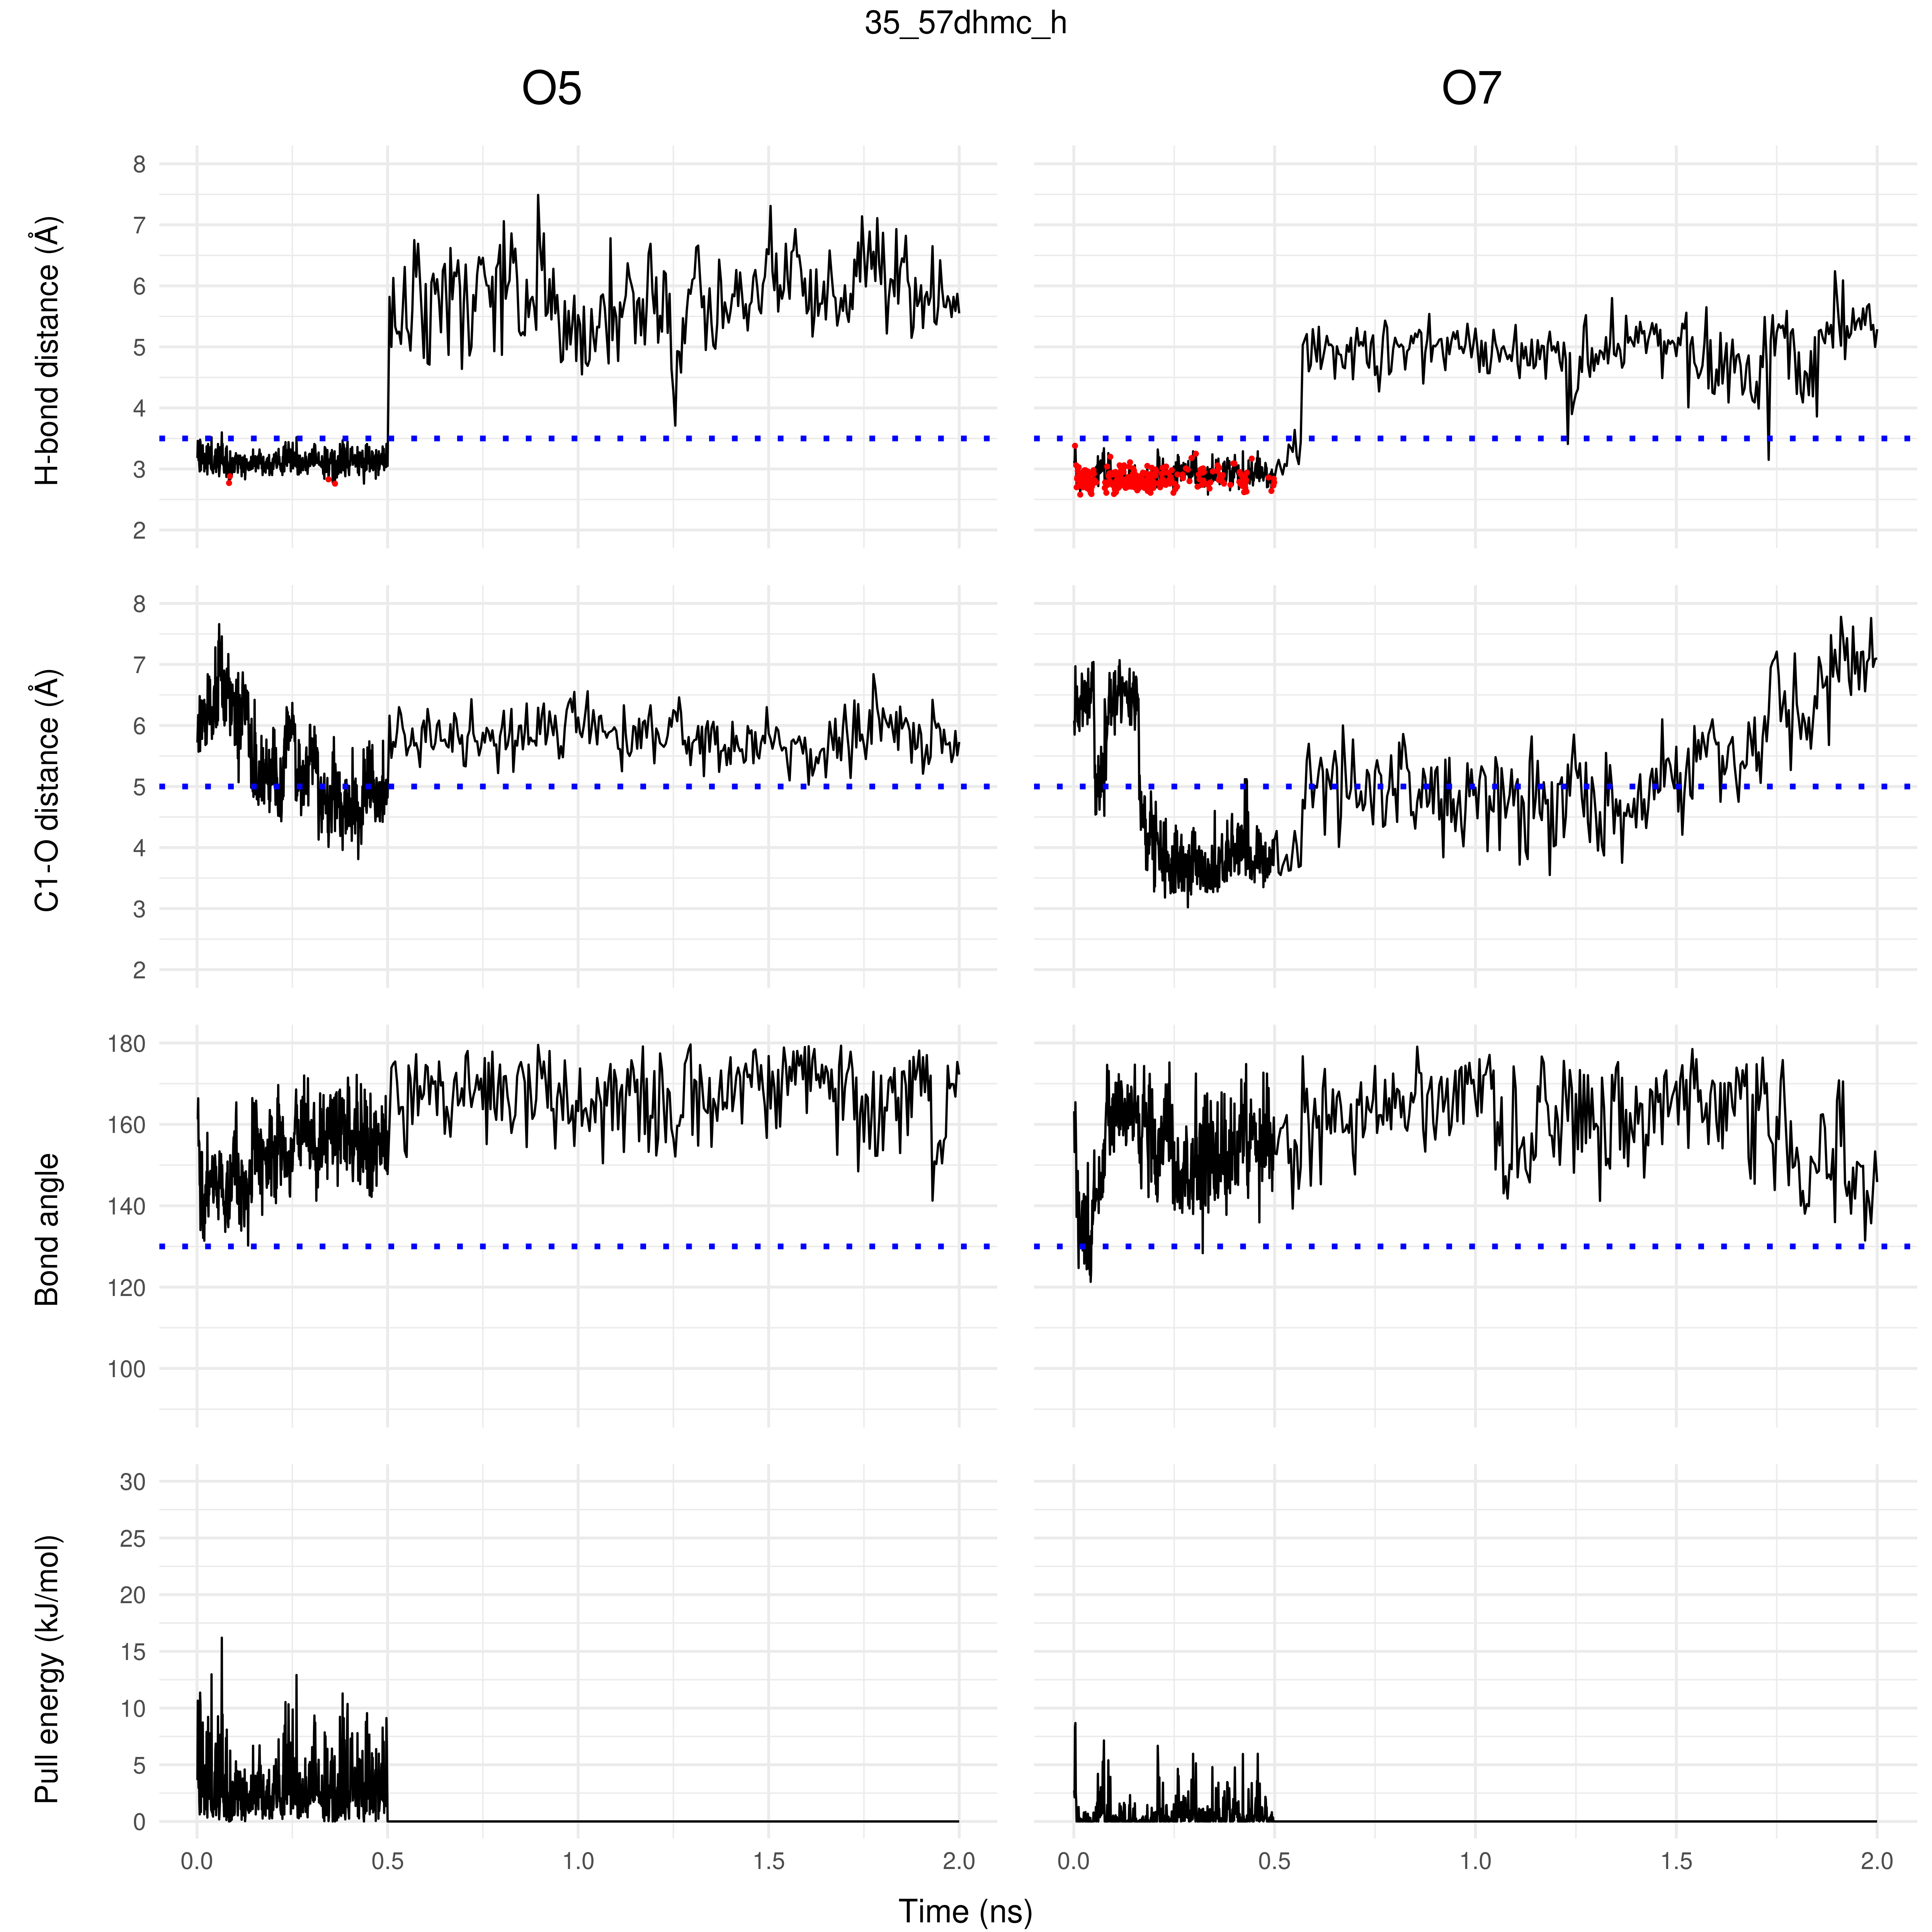 35_57dhmc_h
O5
O7
H-bond distance (Å)
8
7
6
5
4
3
2
C1-O distance (Å)
8
7
6
5
4
3
2
Bond angle
180
160
140
120
100
Pull energy (kJ/mol)
30
25
20
15
10
5
0
0.0 0.5 1.0 1.5 2.0 0.0 0.5 1.0 1.5 2.0
Time (ns)